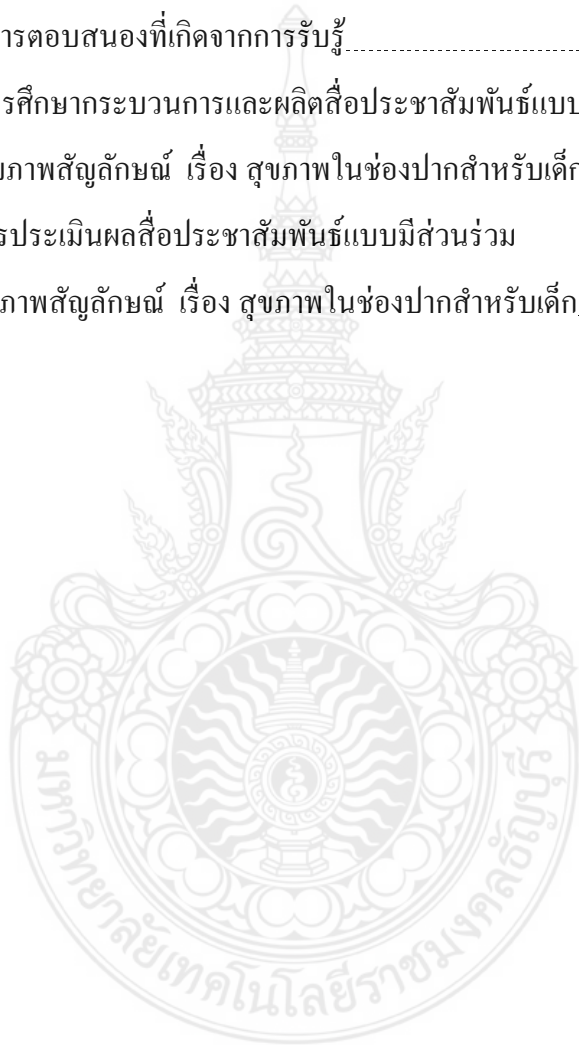 ารตอบสนองที่เกิดจากการรับรู้
รศึกษากระบวนการและผลิตสื่อประชาสัมพันธ์แบบ
ภาพสัญลักษณ์ เรื่อง สุขภาพในช่องปากสำหรับเด็ก
รประเมินผลสื่อประชาสัมพันธ์แบบมีส่วนร่วม
ภาพสัญลักษณ์ เรื่อง สุขภาพในช่องปากสำหรับเด็ก
มหาวิทยาลัยเทคโนโลยีราชมงคลธัญบุรี